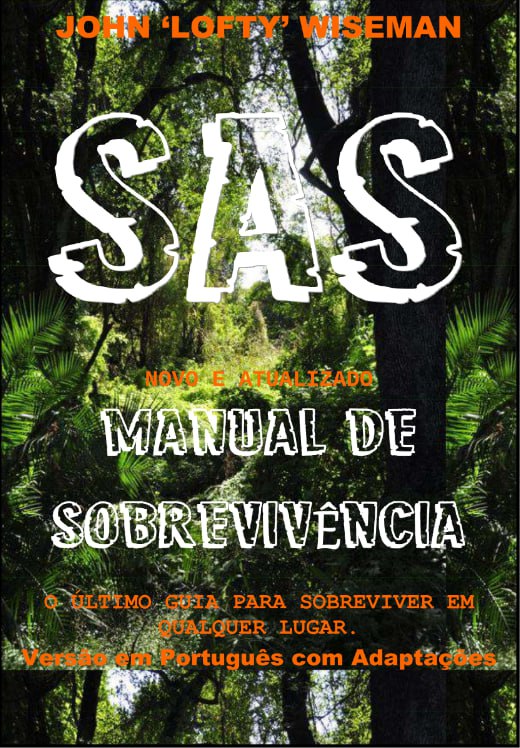 JOHN ‘LOFTY’ WISEMAN
SAS
NOVO E ATUALIZADO
MANUAL DE
SOBREVIVÊNCIA
O ÚLTIMO GUIA PARA SOBREVIVER EM
QUALQUER LUGAR.
Versão em Português com Adaptações